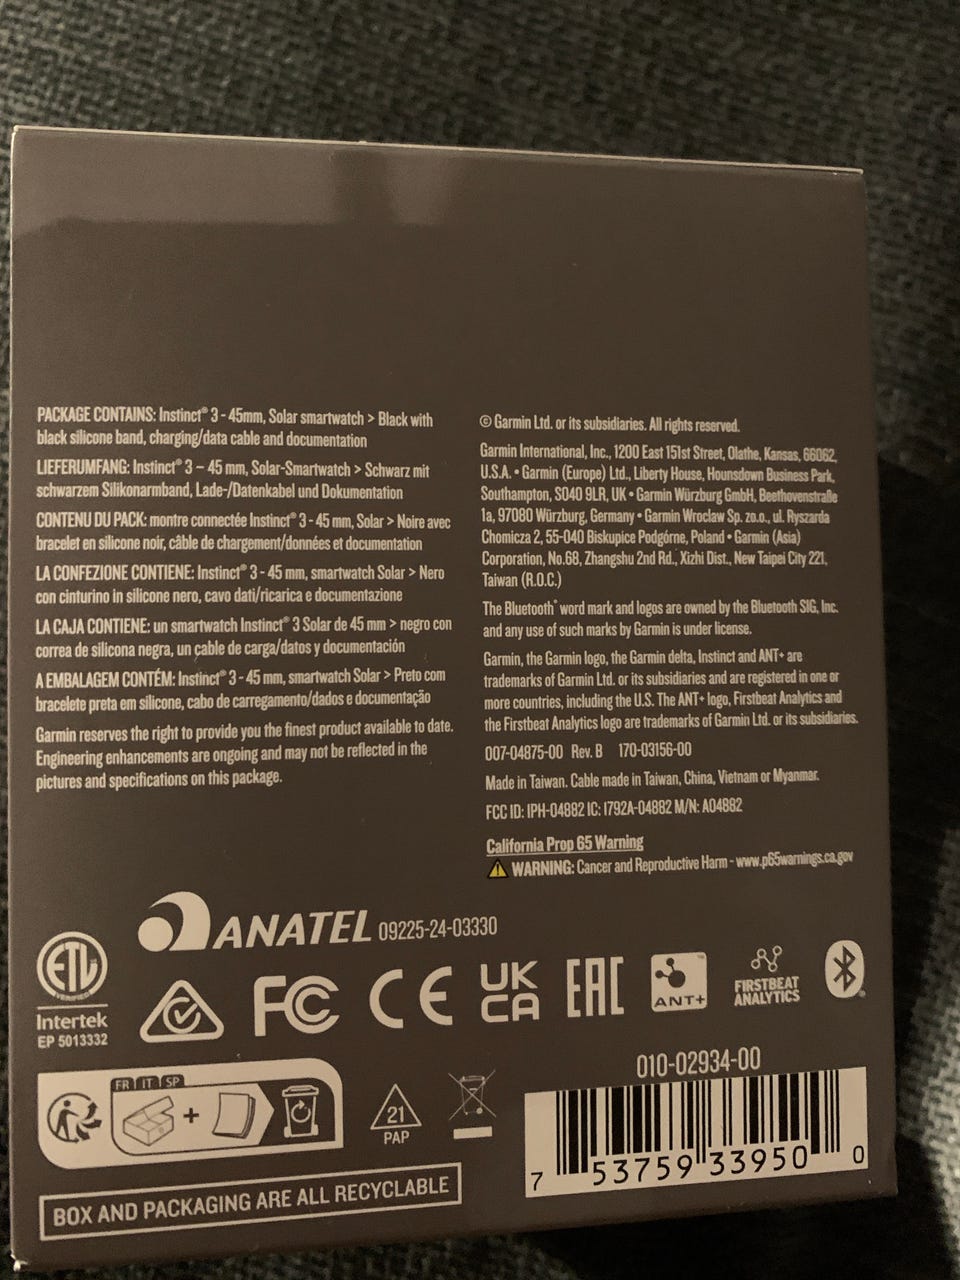 PACKAGE CONTAINS: Instinct® 3 - 45mm, Solar smartwatch > Black with
black silicone band, charging/data cable and documentation
LIEFERUMFANG: Instinct® 3 – 45 mm, Solar-Smartwatch > Schwarz mit
schwarzem Silikonarmband, Lade-/Datenkabel und Dokumentation
CONTENU DU PACK: montre connectée Instinct® 3 - 45 mm, Solar > Noire avec
bracelet en silicone noir, câble de chargement/données et documentation
LA CONFEZIONE CONTIENE: Instinct® 3 - 45 mm, smartwatch Solar > Nero
con cinturino in silicone nero, cavo dati/ricarica e documentazione
LA CAJA CONTIENE: un smartwatch Instinct® 3 Solar de 45 mm > negro con
correa de silicona negra, un cable de carga/datos y documentación
A EMBALAGEM CONTÉM: Instinct® 3 - 45 mm, smartwatch Solar > Preto com
bracelete preta em silicone, cabo de carregamento/dados e documentação
Garmin reserves the right to provide you the finest product available to date.
Engineering enhancements are ongoing and may not be reflected in the
pictures and specifications on this package.
© Garmin Ltd. or its subsidiaries. All rights reserved.
Garmin International, Inc., 1200 East 151st Street, Olathe, Kansas, 66062,
U.S.A. • Garmin (Europe) Ltd., Liberty House, Hounsdown Business Park,
Southampton, SO40 9LR, UK • Garmin Würzburg GmbH, Beethovenstraße
1a, 97080 Würzburg, Germany • Garmin Wroclaw Sp. zo.o., ul. Ryszarda
Chomicza 2, 55-040 Biskupice Podgórne, Poland • Garmin (Asia)
Corporation, No.68, Zhangshu 2nd Rd., Xizhi Dist., New Taipei City 221,
Taiwan (R.O.C.)
The Bluetooth® word mark and logos are owned by the Bluetooth SIG, Inc.
and any use of such marks by Garmin is under license.
Garmin, the Garmin logo, the Garmin delta, Instinct and ANT+ are
trademarks of Garmin Ltd. or its subsidiaries and are registered in one or
more countries, including the U.S. The ANT+ logo, Firstbeat Analytics and
the Firstbeat Analytics logo are trademarks of Garmin Ltd. or its subsidiaries.
007-04875-00 Rev. B 170-03156-00
Made in Taiwan. Cable made in Taiwan, China, Vietnam or Myanmar.
FCC ID: IPH-04882 IC: 1792A-04882 M/N: A04882
California Prop 65 Warning
WARNING: Cancer and Reproductive Harm - www.p65warnings.ca.gov
ANATEL 09225-24-03330
ETL VERIFIED
Intertek
EP 5013332
FC CE UK CA EAC
ANT+™
FIRSTBEAT
ANALYTICS
010-02934-00
FR IT SP
21
PAP
7 53759 33950 0
BOX AND PACKAGING ARE ALL RECYCLABLE